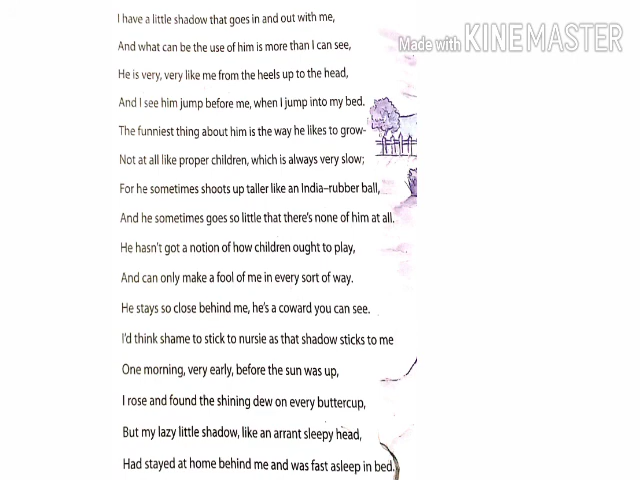 I have a little shadow that goes in and out with me,
Made with KINEMASTER
And what can be the use of him is more than I can see,
He is very, very like me from the heels up to the head,
And I see him jump before me, when I jump into my bed.
The funniest thing about him is the way he likes to grow-
Not at all like proper children, which is always very slow;
For he sometimes shoots up taller like an India-rubber ball,
And he sometimes goes so little that there's none of him at all.
He hasn't got a notion of how children ought to play,
And can only make a fool of me in every sort of way.
He stays so close behind me, he's a coward you can see.
I'd think shame to stick to nursie as that shadow sticks to me
One morning, very early, before the sun was up,
I rose and found the shining dew on every buttercup,
But my lazy little shadow, like an arrant sleepy head,
Had stayed at home behind me and was fast asleep in bed.